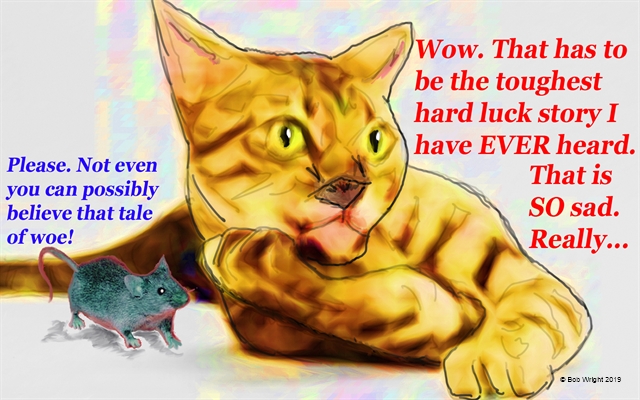 Wow. That has to
be the toughest
hard luck story I
have EVER heard.
That is
SO sad.
Really...
Please. Not even
you can possibly
believe that tale
of woe!
© Bob Wright 2019